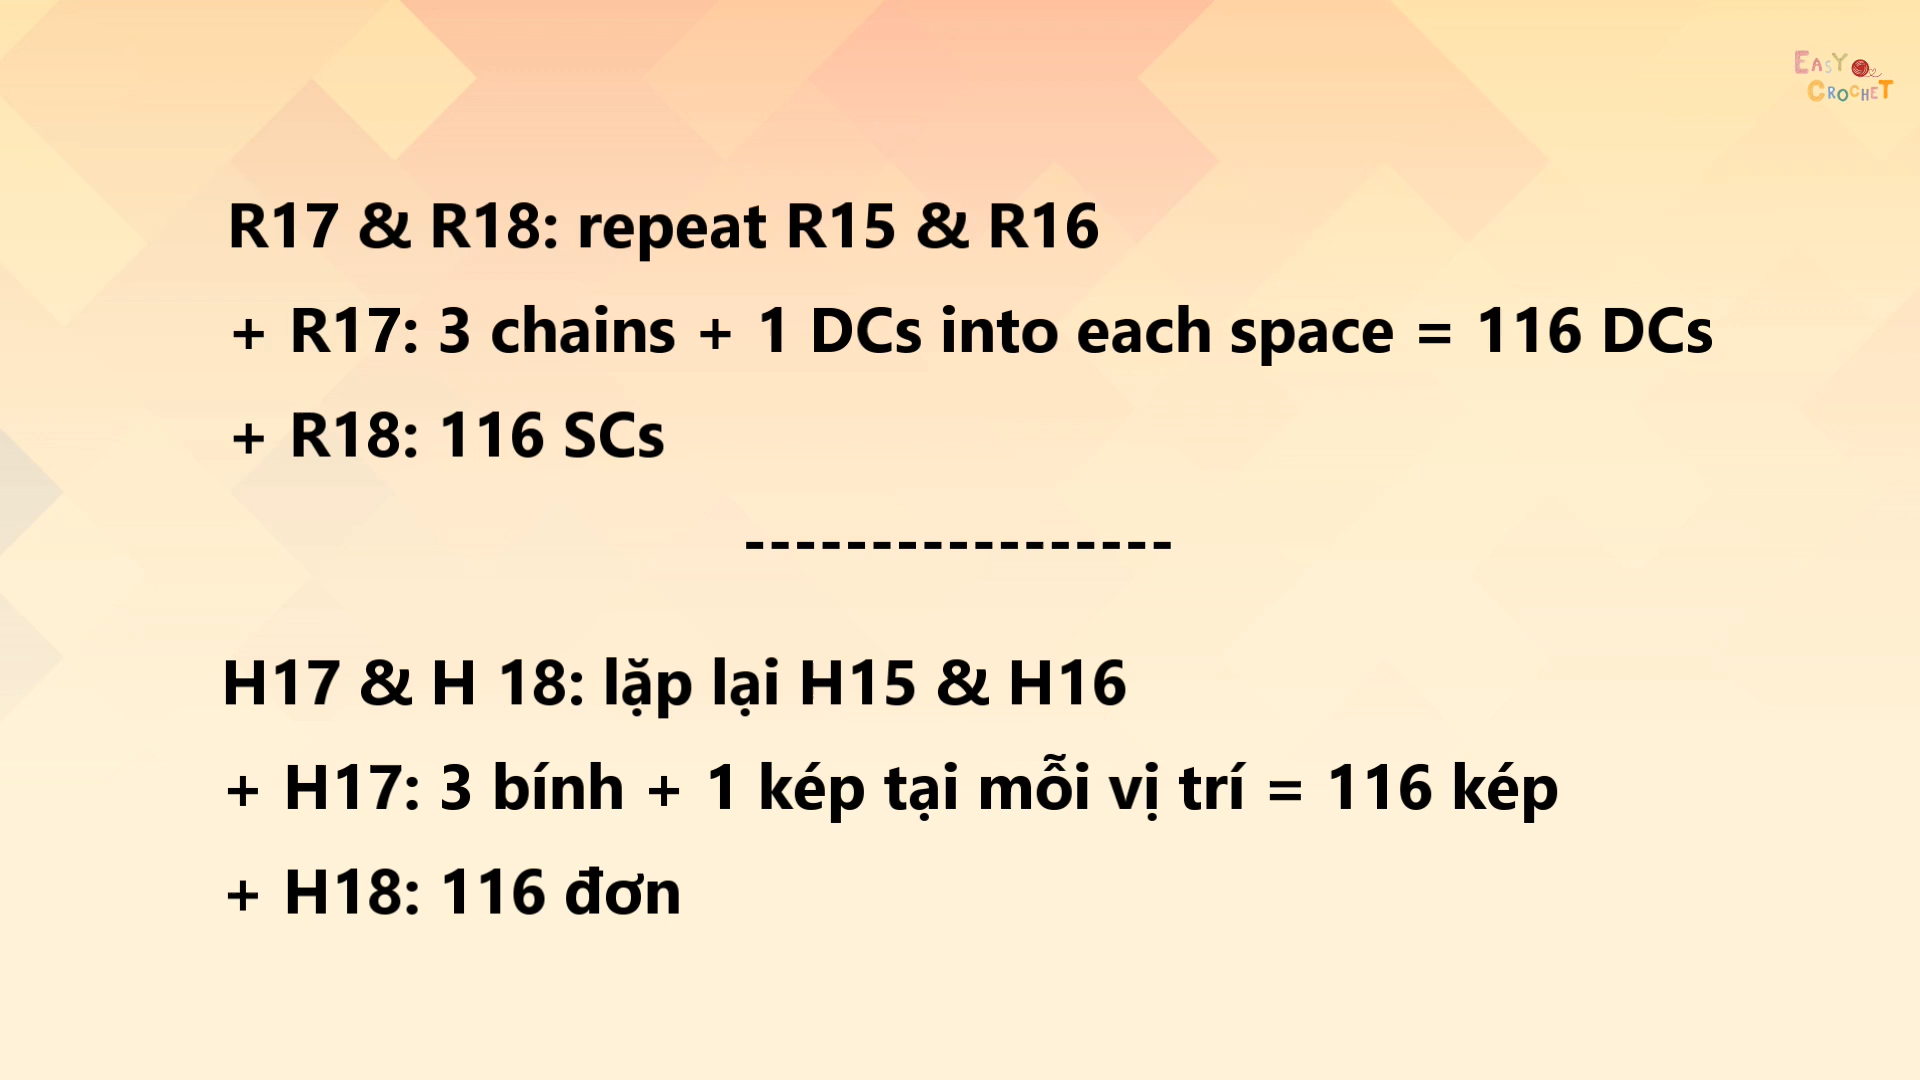 EASY
CROCHET
R17 & R18: repeat R15 & R16
+ R17: 3 chains + 1 DCs into each space = 116 DCs
+ R18: 116 SCs
-----------------
H17 & H 18: lặp lại H15 & H16
+ H17: 3 bính + 1 kép tại mỗi vị trí = 116 kép
+ H18: 116 đơn